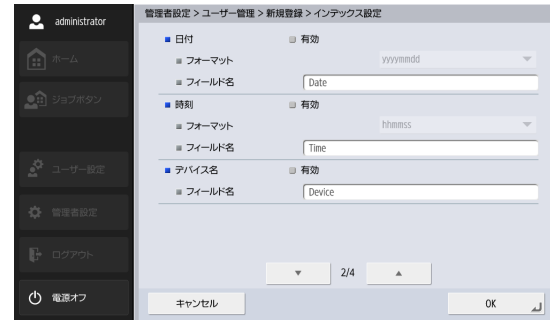 administrator
管理者設定 > ユーザー管理 > 新規登録 > インデックス設定
ホーム
ジョブボタン
ユーザー設定
管理者設定
ログアウト
電源オフ
日付 有効
フォーマット yyyymmdd
フィールド名 Date
時刻 有効
フォーマット hhmmss
フィールド名 Time
デバイス名 有効
フィールド名 Device
2/4
キャンセル OK